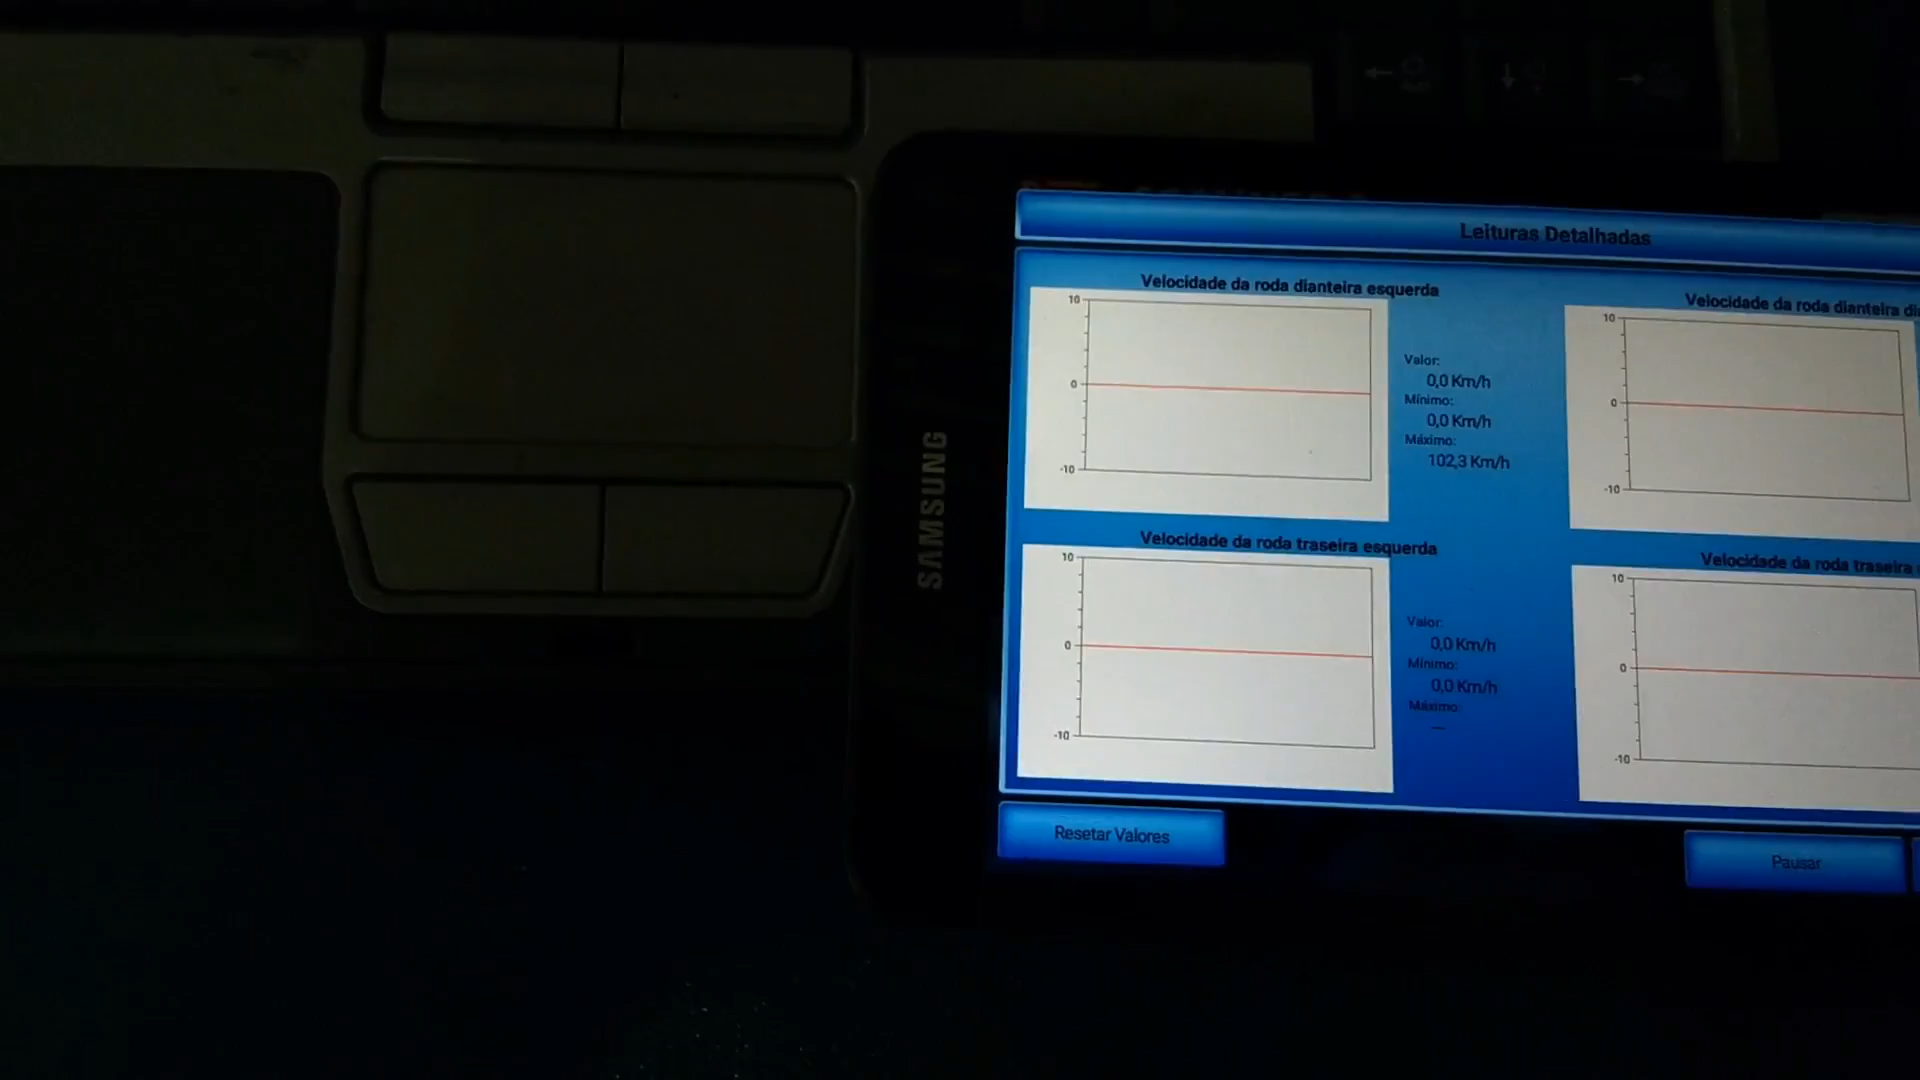 Leituras Detalhadas
Velocidade da roda dianteira esquerda
10
0
-10
Valor:
0,0 Km/h
Mínimo:
0,0 Km/h
Máximo:
102,3 Km/h
Velocidade da roda dianteira
10
0
-10
Velocidade da roda traseira esquerda
10
0
-10
Valor:
0,0 Km/h
Mínimo:
0,0 Km/h
Máximo:
---
Velocidade da roda traseira
10
0
-10
Resetar Valores
Pausar
SAMSUNG